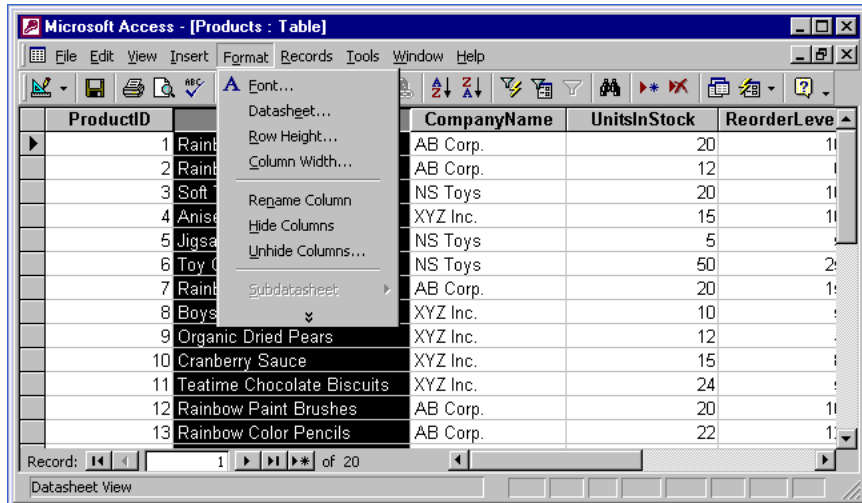 Microsoft Access - [Products : Table]
File Edit View Insert Format Records Tools Window Help
Font...
Datasheet...
Row Height...
Column Width...
Rename Column
Hide Columns
Unhide Columns...
Subdatasheet
ProductID CompanyName UnitsInStock ReorderLeve
1 AB Corp. 20
2 AB Corp. 12
3 Soft NS Toys 20
4 XYZ Inc. 15
5 NS Toys 5
6 Toy NS Toys 50
7 AB Corp. 20
8 Boys XYZ Inc. 10
9 Organic Dried Pears XYZ Inc. 12
10 Cranberry Sauce XYZ Inc. 15
11 Teatime Chocolate Biscuits XYZ Inc. 24
12 Rainbow Paint Brushes AB Corp. 20
13 Rainbow Color Pencils AB Corp. 22
Record: 1 of 20
Datasheet View